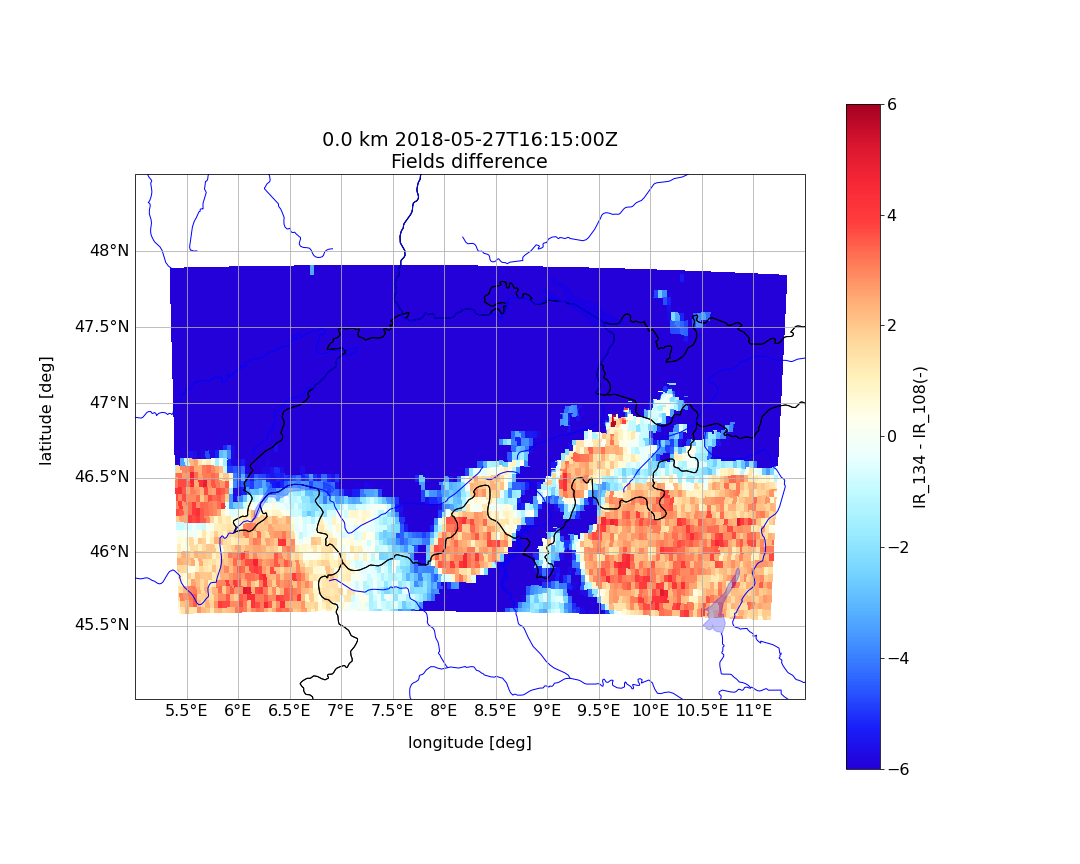 0.0 km 2018-05-27T16:15:00Z
Fields difference
48°N
47.5°N
47°N
46.5°N
46°N
45.5°N
latitude [deg]
5.5°E 6°E 6.5°E 7°E 7.5°E 8°E 8.5°E 9°E 9.5°E 10°E 10.5°E 11°E
longitude [deg]
6
4
2
0
−2
−4
−6
IR_134 - IR_108(-)